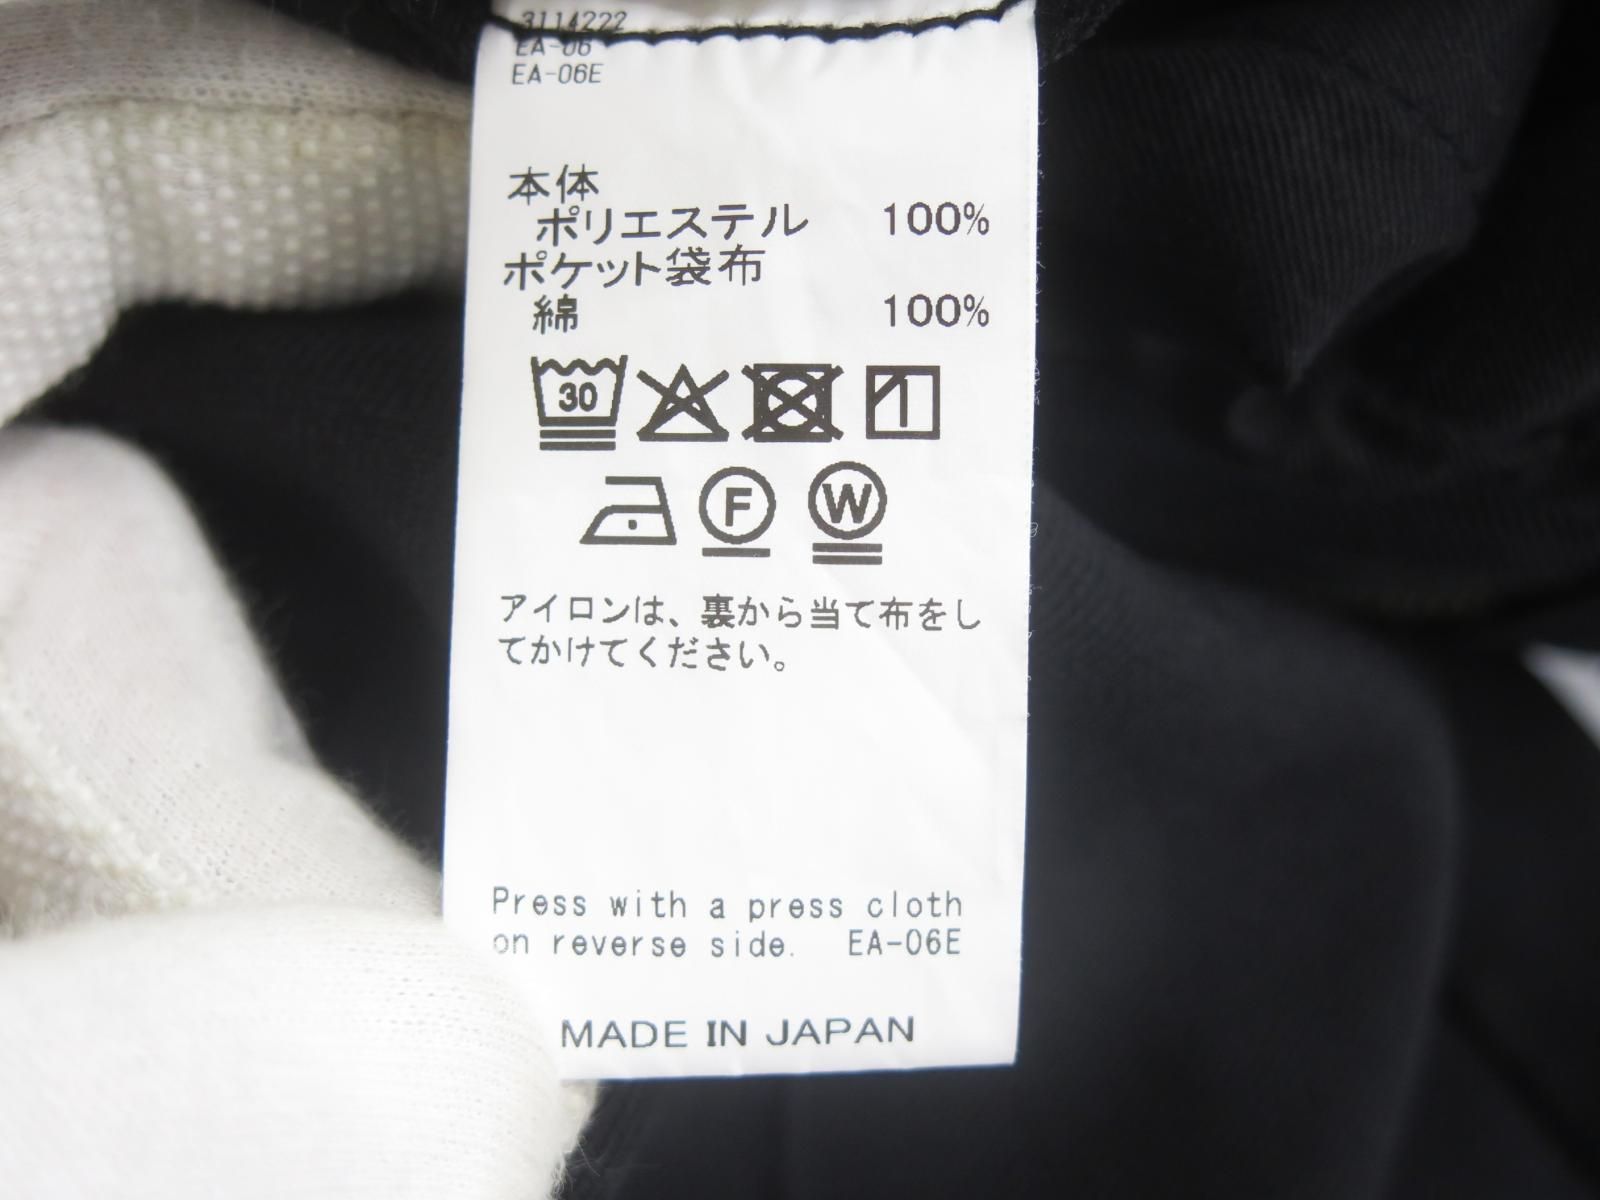 3114222
EA-06
EA-06E
本体
ポリエステル 100%
ポケット袋布
綿 100%
30
F W
アイロンは、裏から当て布をし
てかけてください。
Press with a press cloth
on reverse side. EA-06E
MADE IN JAPAN